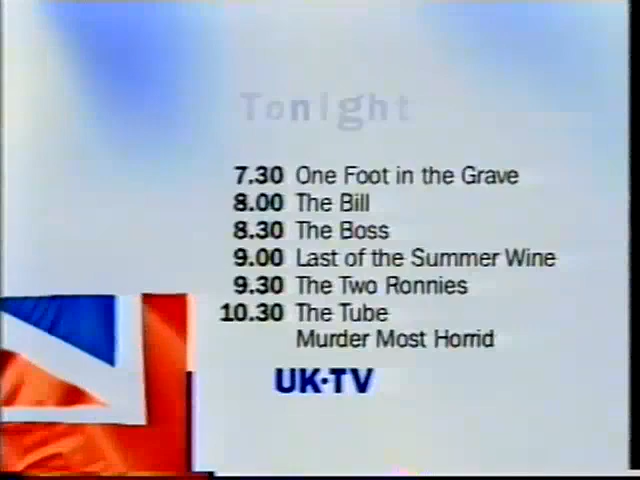 Tonight
7.30 One Foot in the Grave
8.00 The Bill
8.30 The Boss
9.00 Last of the Summer Wine
9.30 The Two Ronnies
10.30 The Tube
Murder Most Horrid
UK·TV